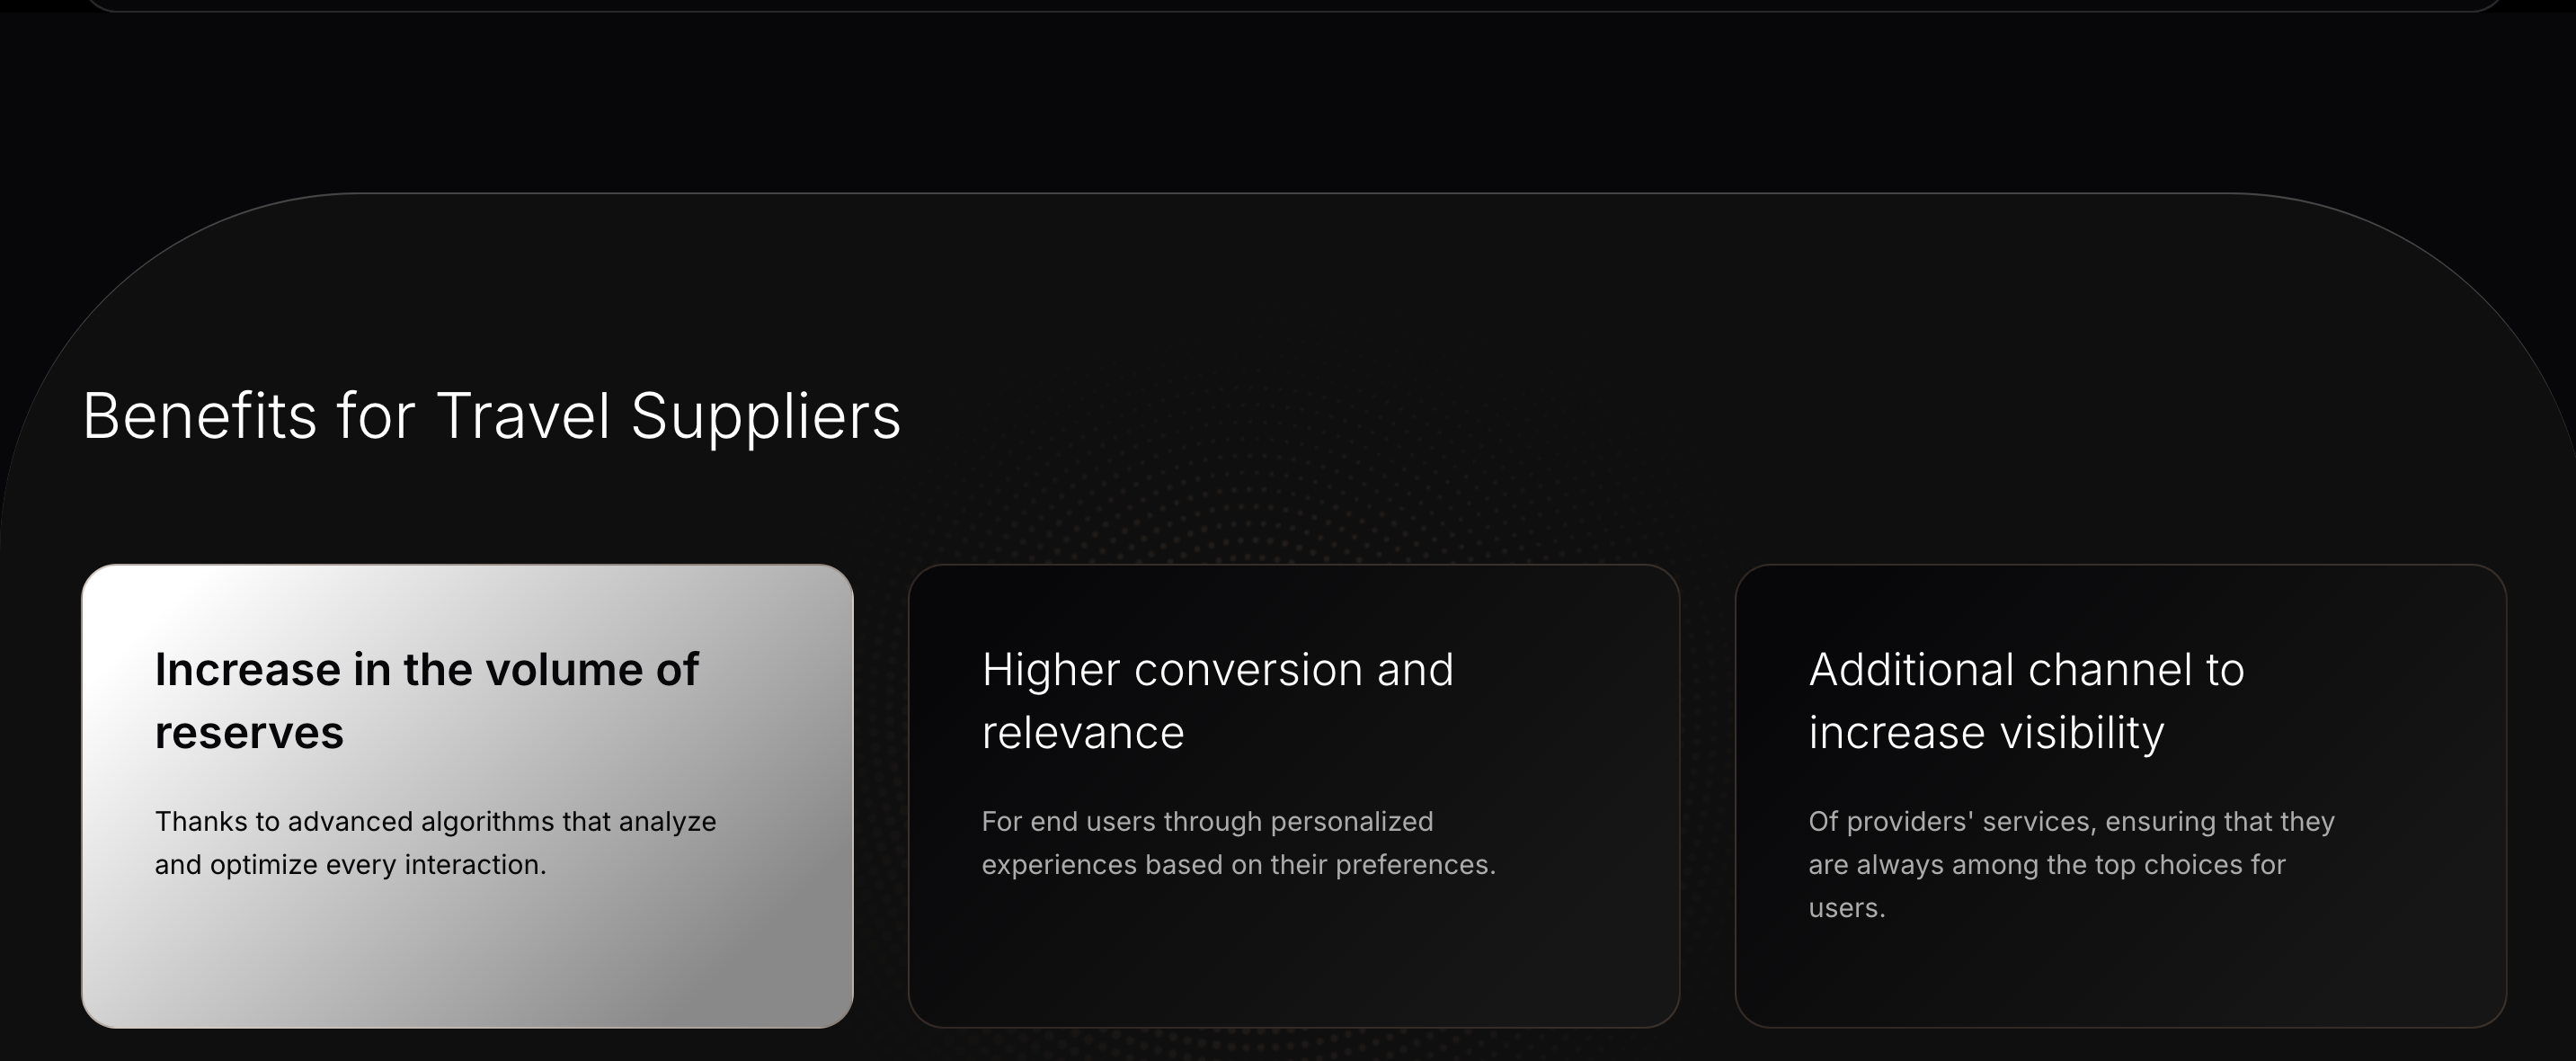 Benefits for Travel Suppliers
Increase in the volume of
reserves
Thanks to advanced algorithms that analyze
and optimize every interaction.
Higher conversion and
relevance
For end users through personalized
experiences based on their preferences.
Additional channel to
increase visibility
Of providers' services, ensuring that they
are always among the top choices for
users.